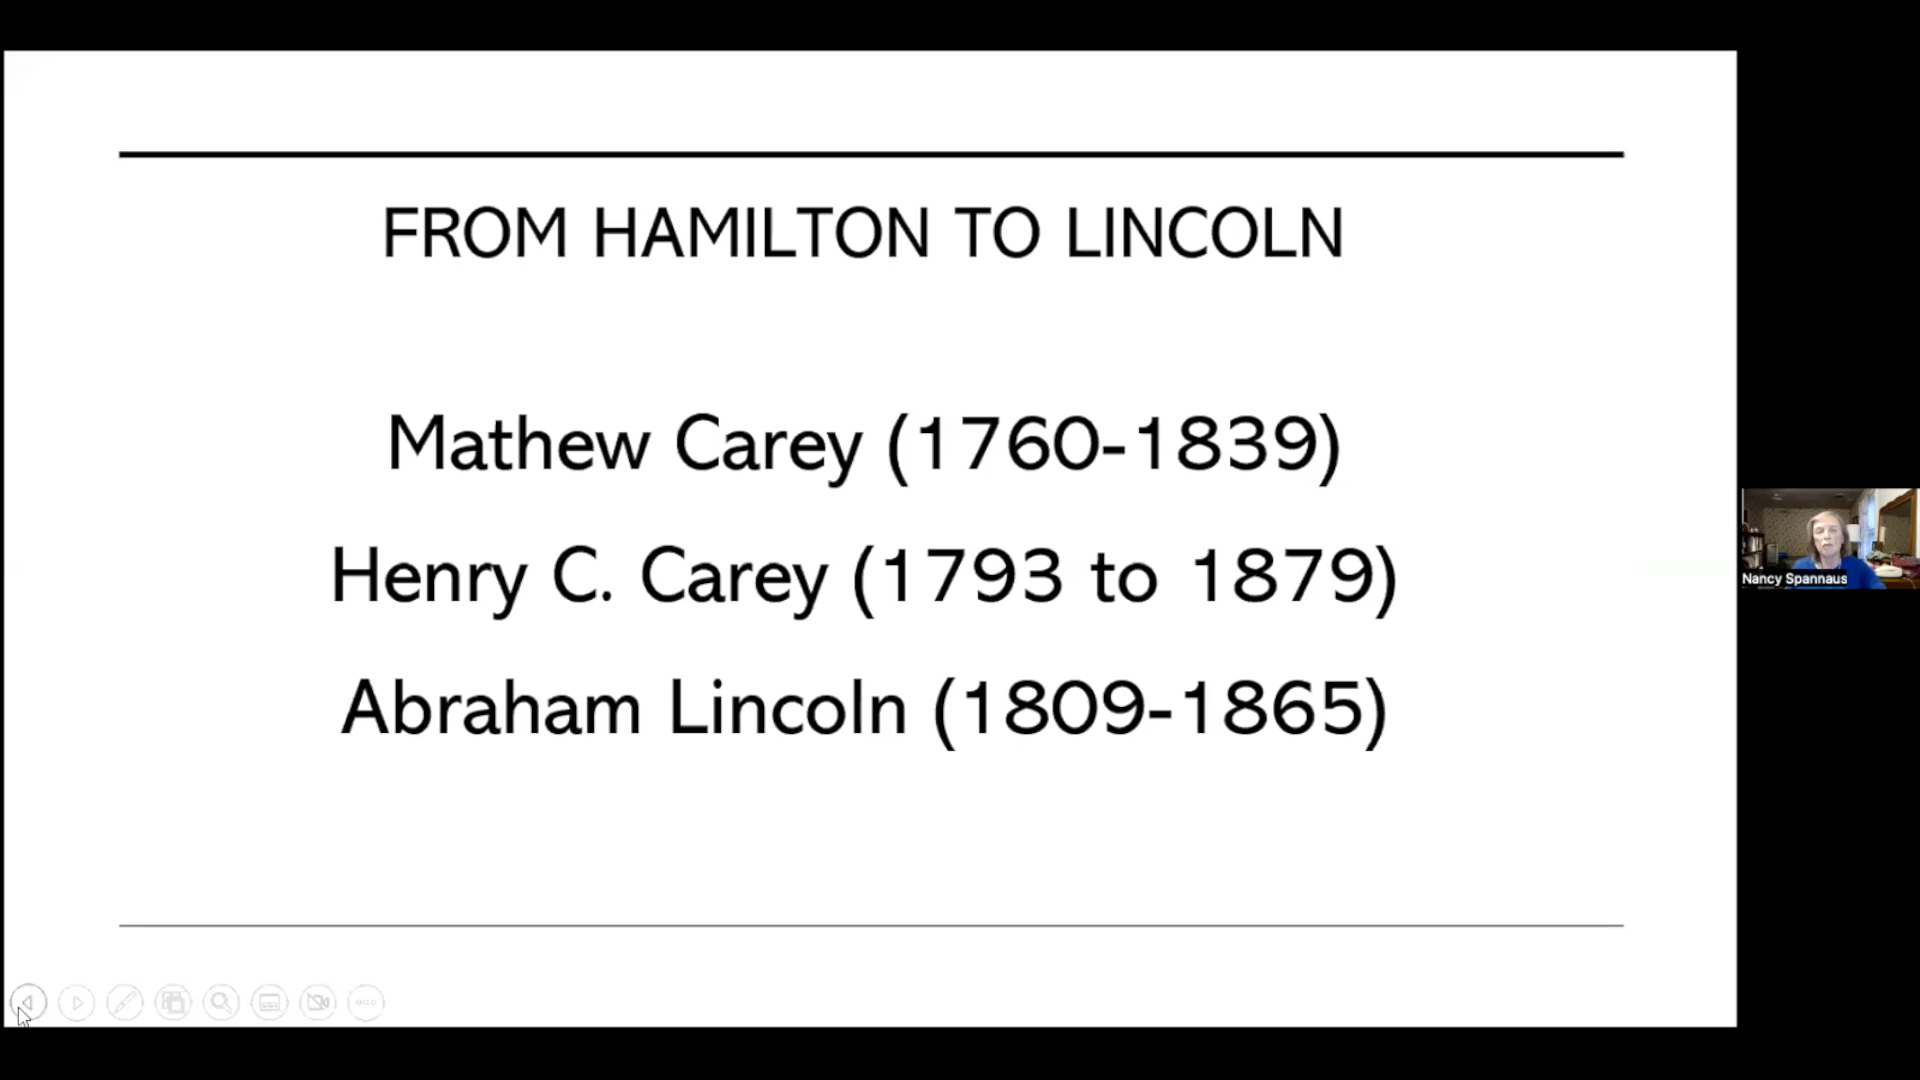 FROM HAMILTON TO LINCOLN
Mathew Carey (1760-1839)
Henry C. Carey (1793 to 1879)
Abraham Lincoln (1809-1865)
Nancy Spannaus